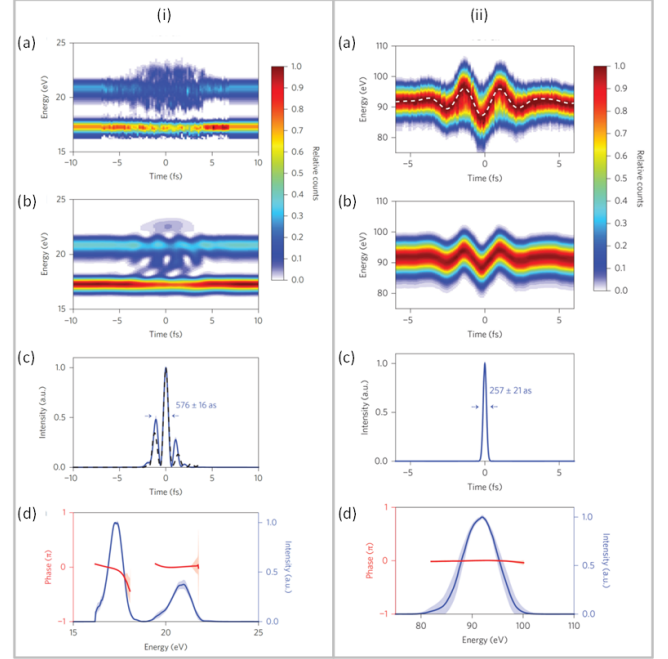 (i)
(a)
Energy (eV)
25
20
15
−10 −5 0 5 10
Time (fs)
1.0
0.9
0.8
0.7
0.6
0.5
0.4
0.3
0.2
0.1
0.0
Relative counts
(b)
Energy (eV)
25
20
15
−10 −5 0 5 10
Time (fs)
(c)
Intensity (a.u.)
1.0
0.5
0.0
576 ± 16 as
−10 −5 0 5 10
Time (fs)
(d)
Phase (π)
1
0
−1
1.0
0.5
0.0
Intensity (a.u.)
15 20 25
Energy (eV)
(ii)
(a)
Energy (eV)
110
100
90
80
−5 0 5
Time (fs)
1.0
0.9
0.8
0.7
0.6
0.5
0.4
0.3
0.2
0.1
0.0
Relative counts
(b)
Energy (eV)
110
100
90
80
−5 0 5
Time (fs)
(c)
Intensity (a.u.)
1.0
0.5
0.0
257 ± 21 as
−5 0 5
Time (fs)
(d)
Phase (π)
1
0
−1
1.0
0.5
0.0
Intensity (a.u.)
80 90 100 110
Energy (eV)